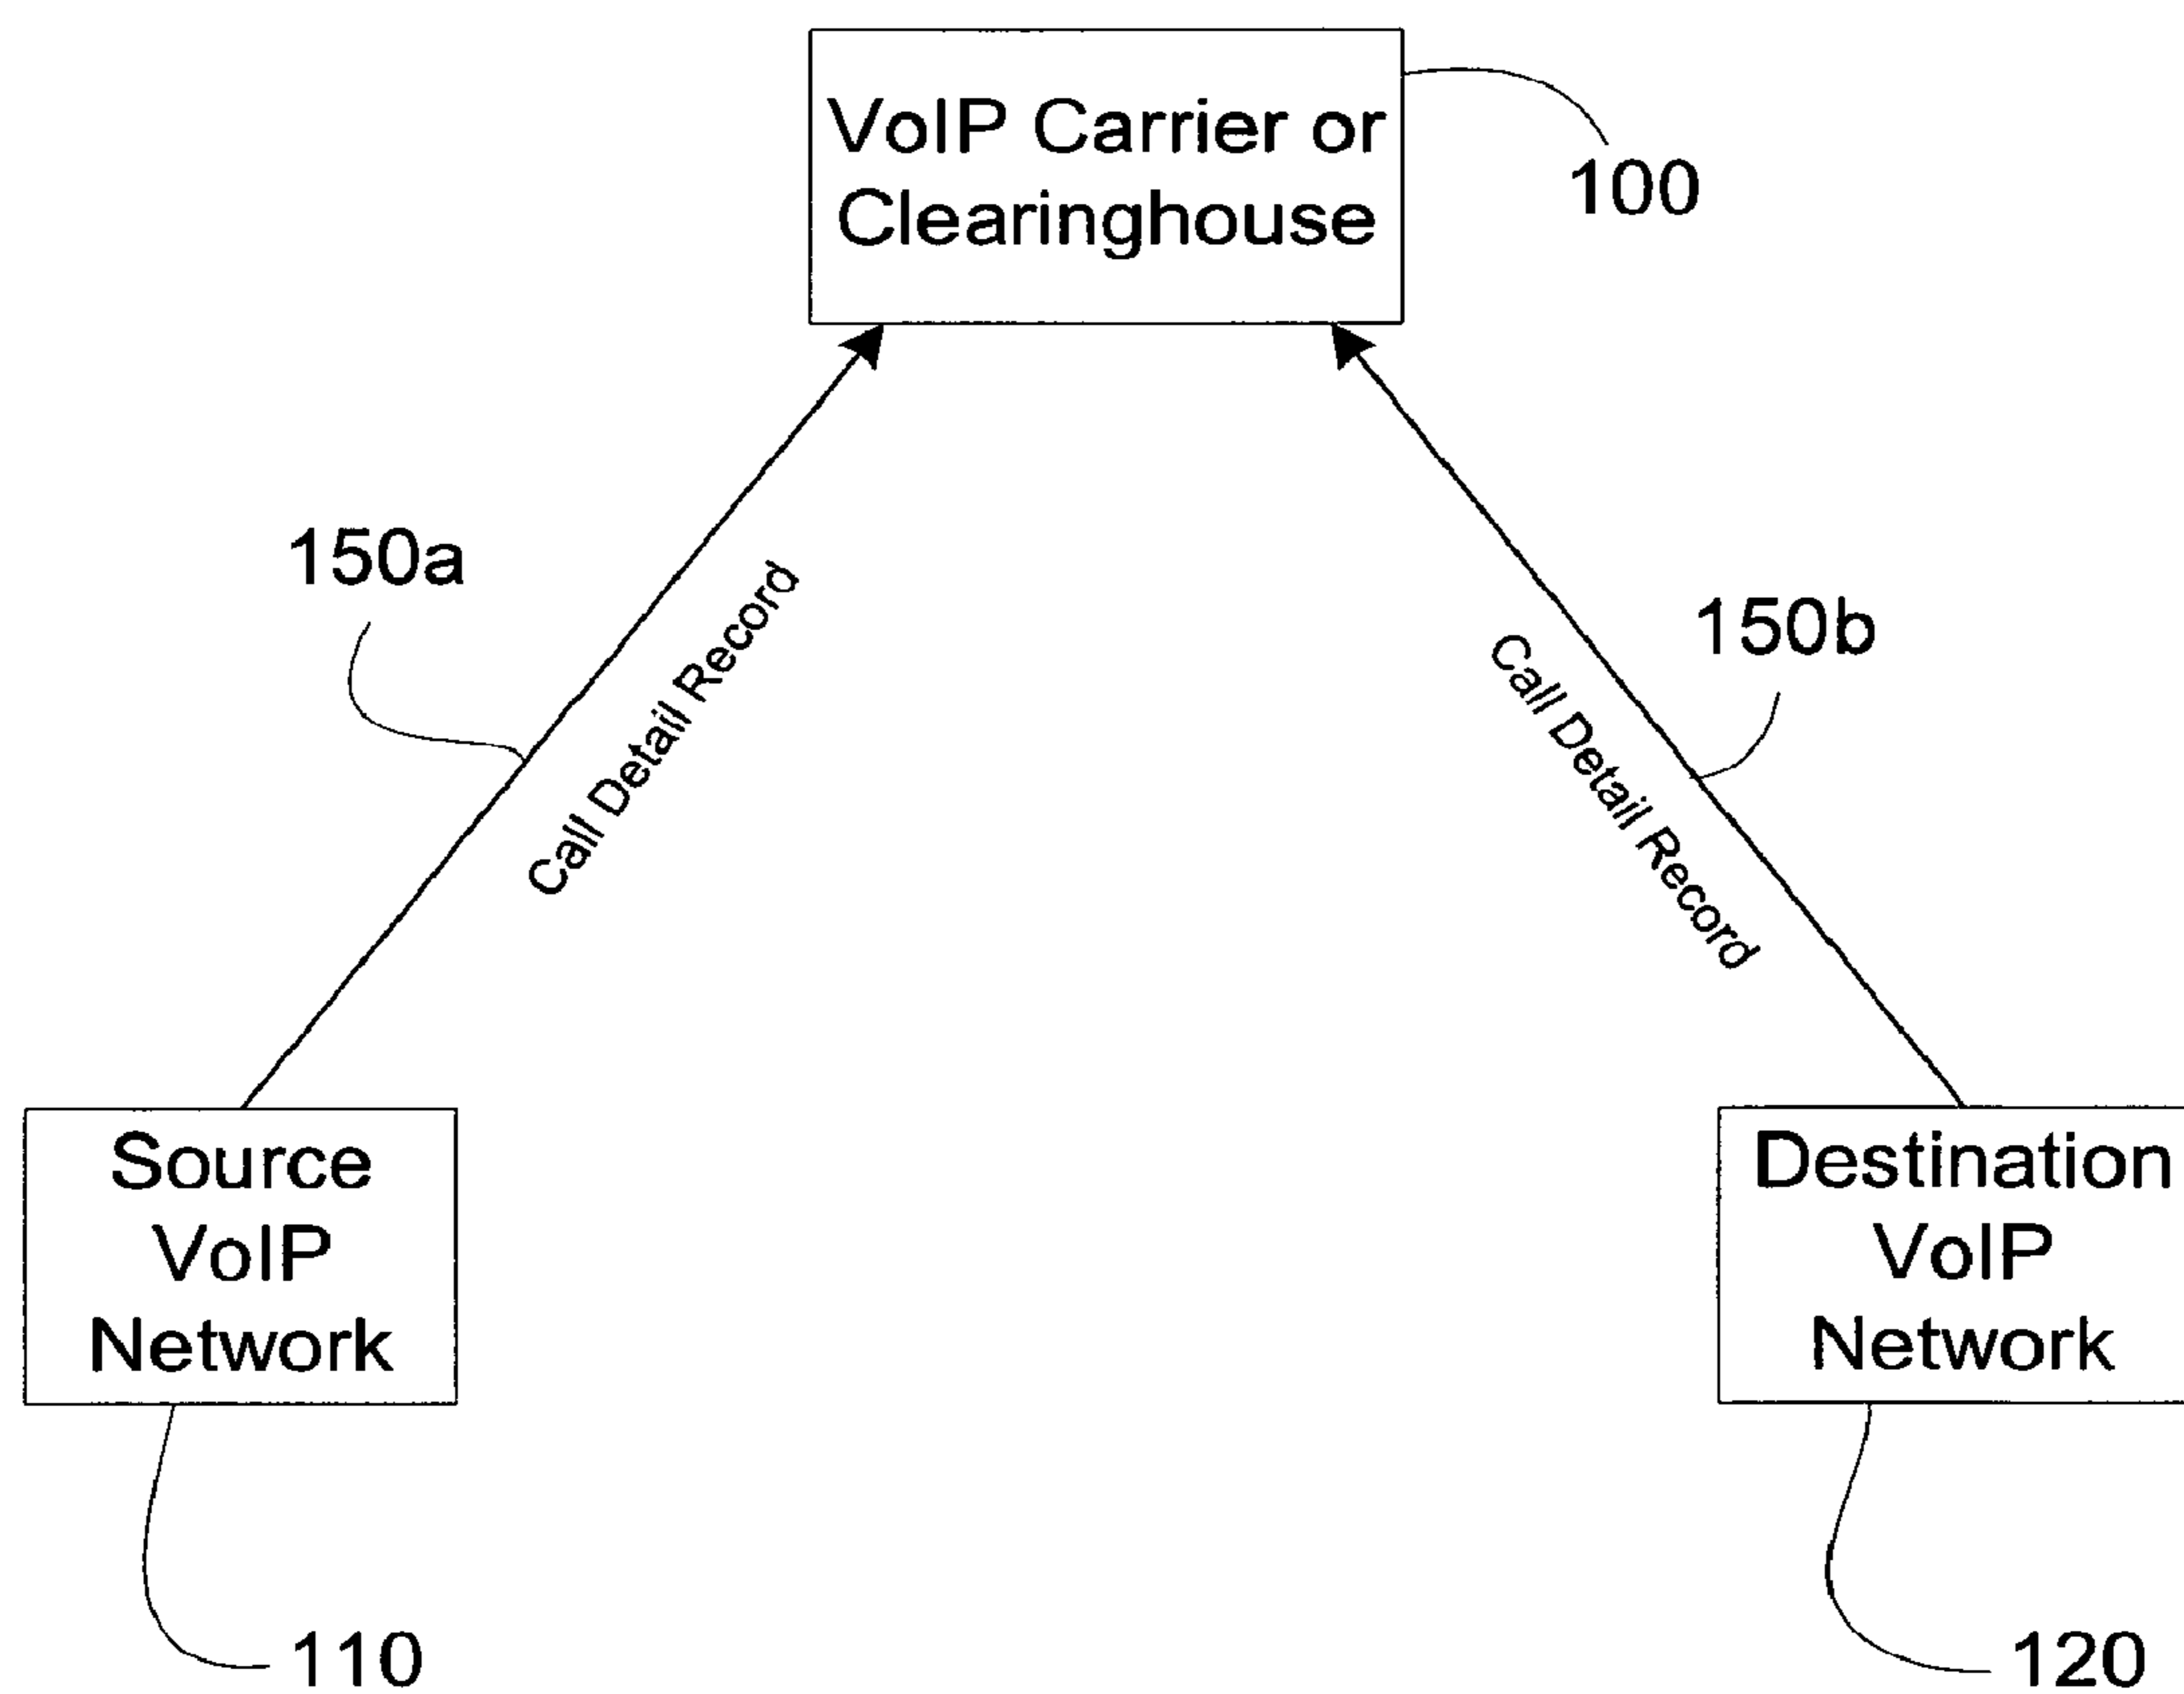 VoIP Carrier or
Clearinghouse
100
150a
Call Detail Record
150b
Call Detail Record
Source
VoIP
Network
Destination
VoIP
Network
110
120